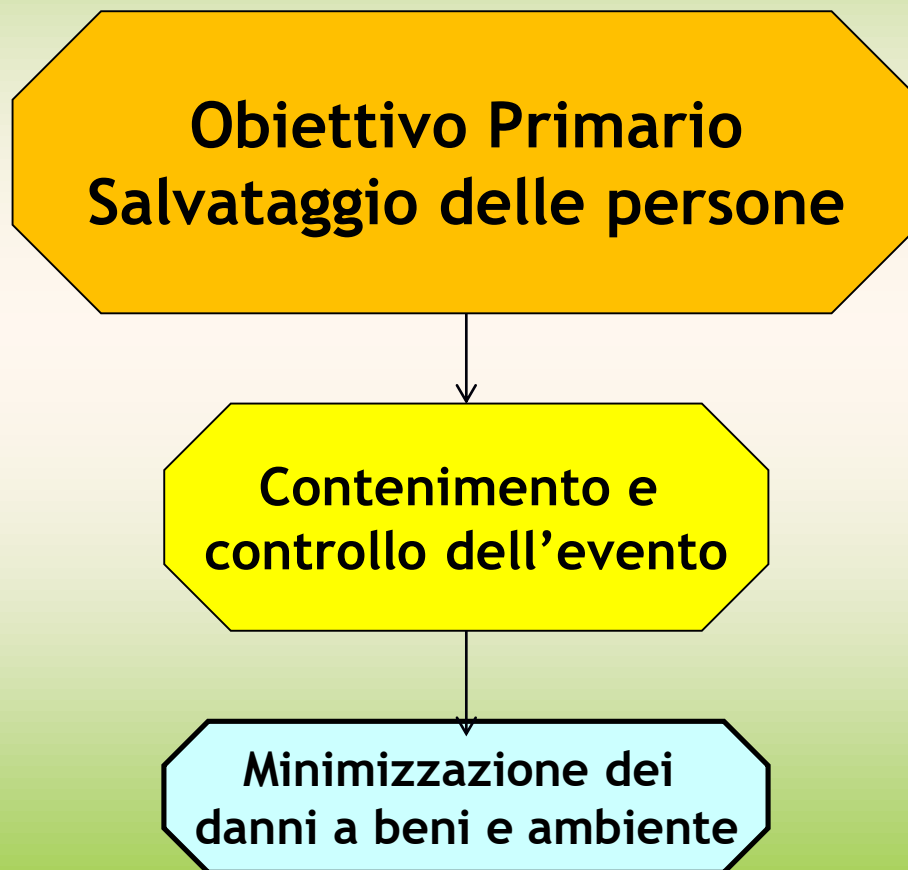 Obiettivo Primario
Salvataggio delle persone
Contenimento e
controllo dell’evento
Minimizzazione dei
danni a beni e ambiente